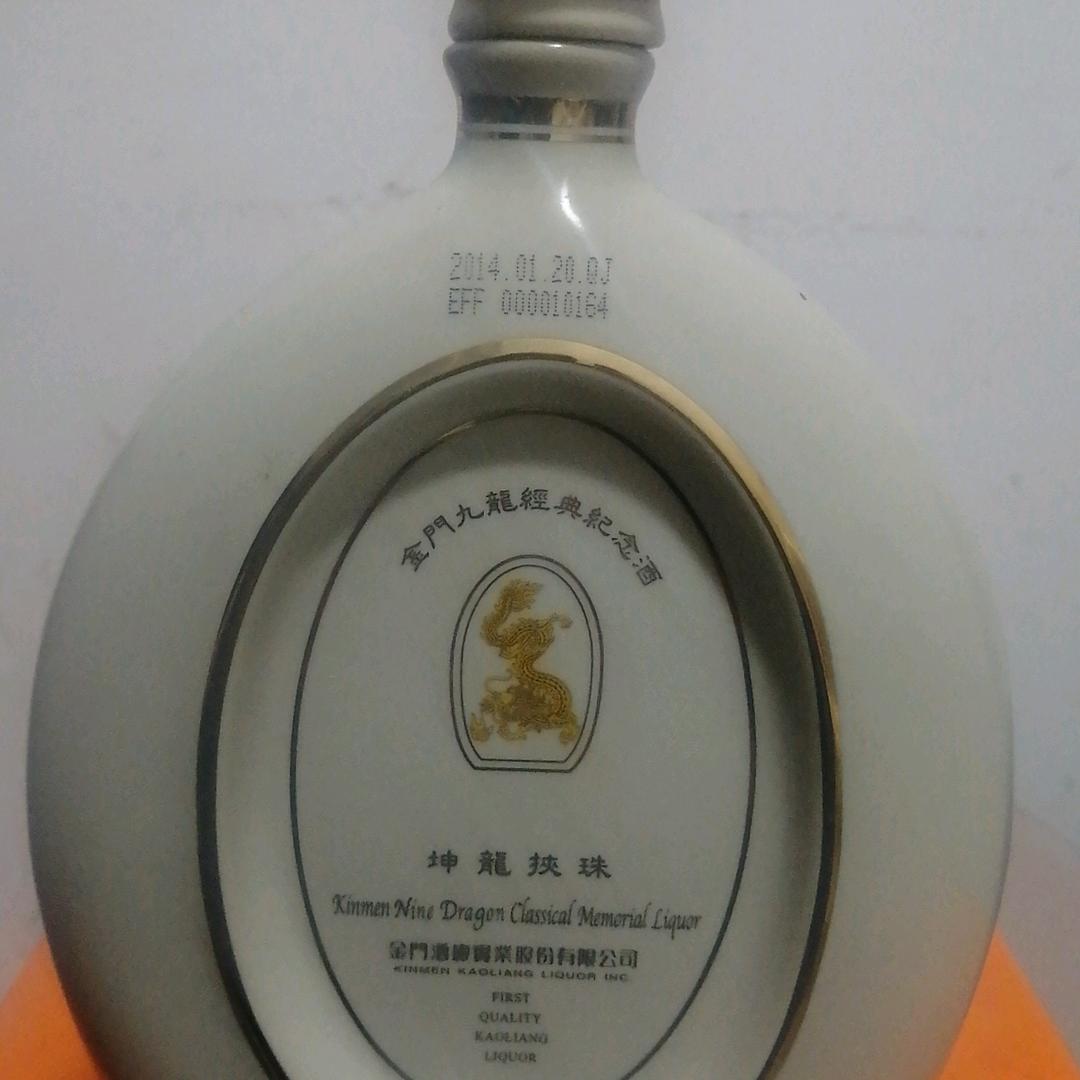 2014.01.20.QJ
EFF 000010164
金門九龍經典紀念酒
坤龍挾珠
Kinmen Nine Dragon Classical Memorial Liquor
金門酒廠實業股份有限公司
KINMEN KAOLIANG LIQUOR INC.
FIRST
QUALITY
KAOLIANG
LIQUOR